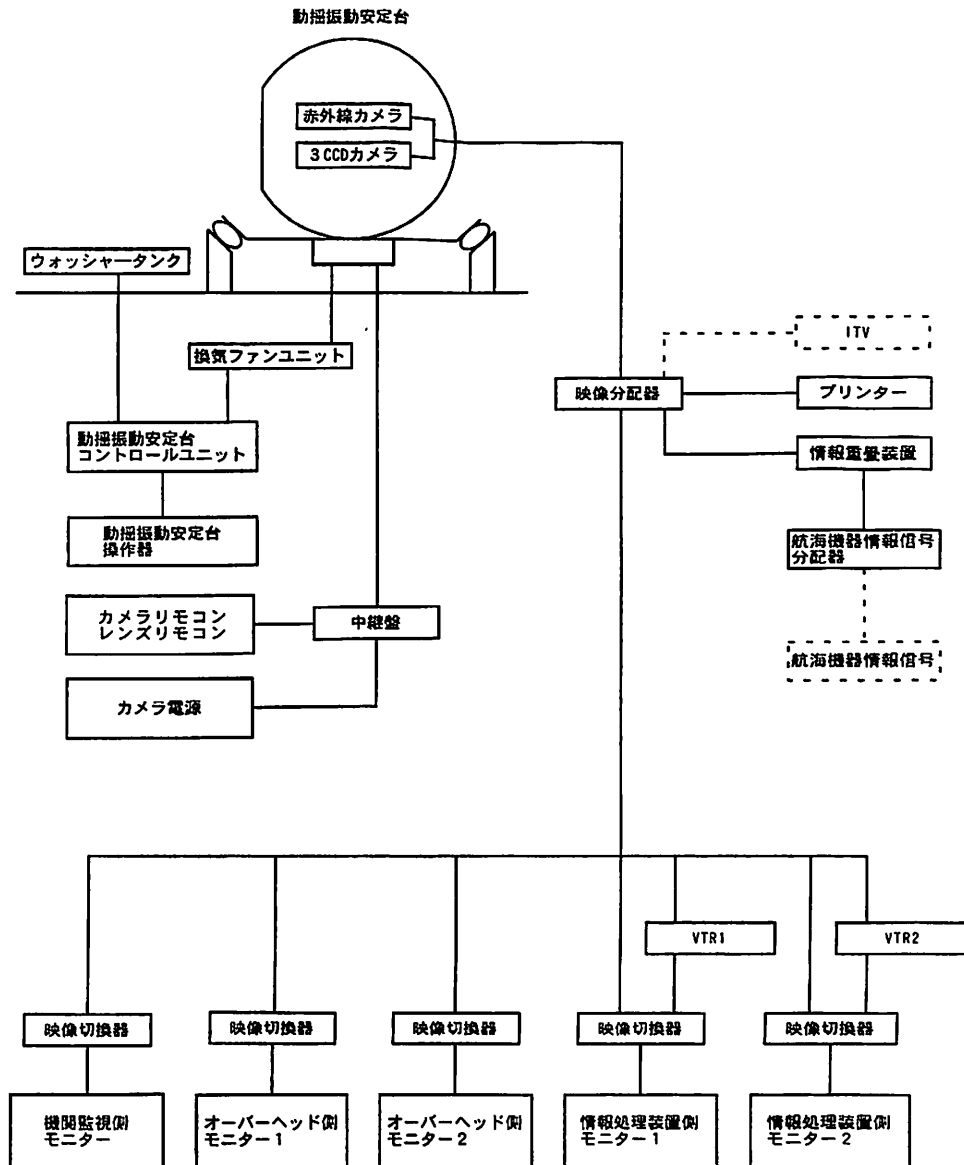 動揺振動安定台
赤外線カメラ
3CCDカメラ
ウォッシャータンク
換気ファンユニット
動揺振動安定台
コントロールユニット
動揺振動安定台
操作器
カメラリモコン
レンズリモコン
中継盤
カメラ電源
ITV
映像分配器
プリンター
情報重畳装置
航海機器情報信号
分配器
航海機器情報信号
VTR1
VTR2
映像切換器
映像切換器
映像切換器
映像切換器
映像切換器
機関監視側
モニター
オーバーヘッド側
モニター1
オーバーヘッド側
モニター2
情報処理装置側
モニター1
情報処理装置側
モニター2